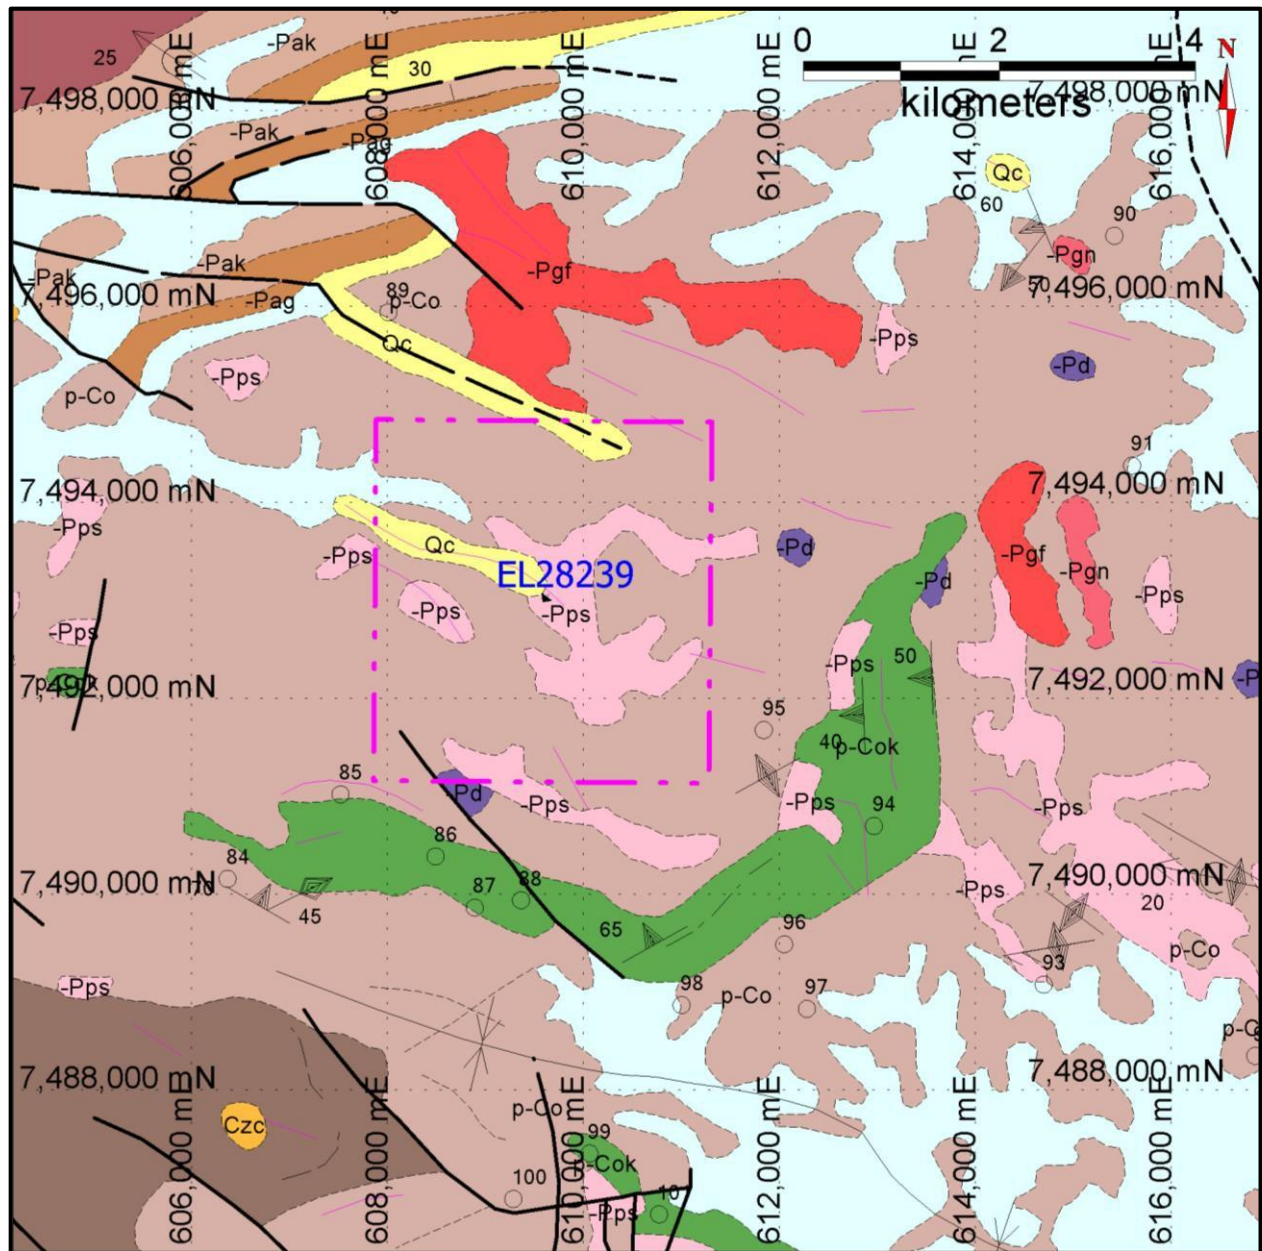 -Pak
25
30
0
2
4
N
7,498,000 mN
7,498,000 mN
kilometers
606,000 mE
608,000 mE
610,000 mE
612,000 mE
614,000 mE
616,000 mE
-Pak
-Pag
Qc
60
90
-Pgn
50
-Pak
-Pak
-Pgf
7,496,000 mN
-Pag
89
p-Co
7,496,000 mN
Qc
-Pps
-Pps
-Pd
p-Co
91
7,494,000 mN
7,494,000 mN
-Pps
Qc
-Pps
-Pd
-Pgf
-Pgn
EL28239
-Pd
-Pps
-Pps
-Pps
-Pps
-Pps
50
7,492,000 mN
p-Cok
7,492,000 mN
95
40
p-Cok
85
-Pd
-Pps
-Pps
94
-Pps
86
84
70
7,490,000 mN
87
88
-Pps
7,490,000 mN
45
65
96
20
p-Co
-Pps
98
p-Co
97
93
7,488,000 mN
7,488,000 mN
Czc
p-Co
99
p-Cok
100
-Pps
606,000 mE
608,000 mE
610,000 mE
612,000 mE
614,000 mE
616,000 mE